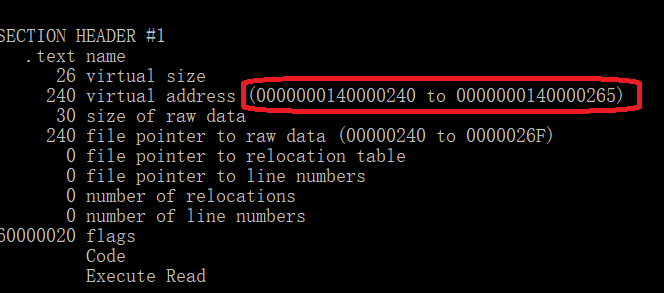 SECTION HEADER #1
.text name
26 virtual size
240 virtual address (0000000140000240 to 0000000140000265)
30 size of raw data
240 file pointer to raw data (00000240 to 0000026F)
0 file pointer to relocation table
0 file pointer to line numbers
0 number of relocations
0 number of line numbers
60000020 flags
Code
Execute Read